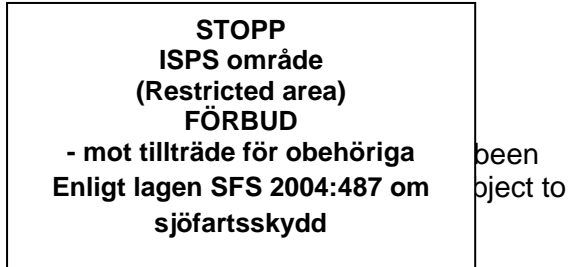 STOPP
ISPS område
(Restricted area)
FÖRBUD
- mot tillträde för obehöriga
been
Enligt lagen SFS 2004:487 om
to
sjöfartsskydd